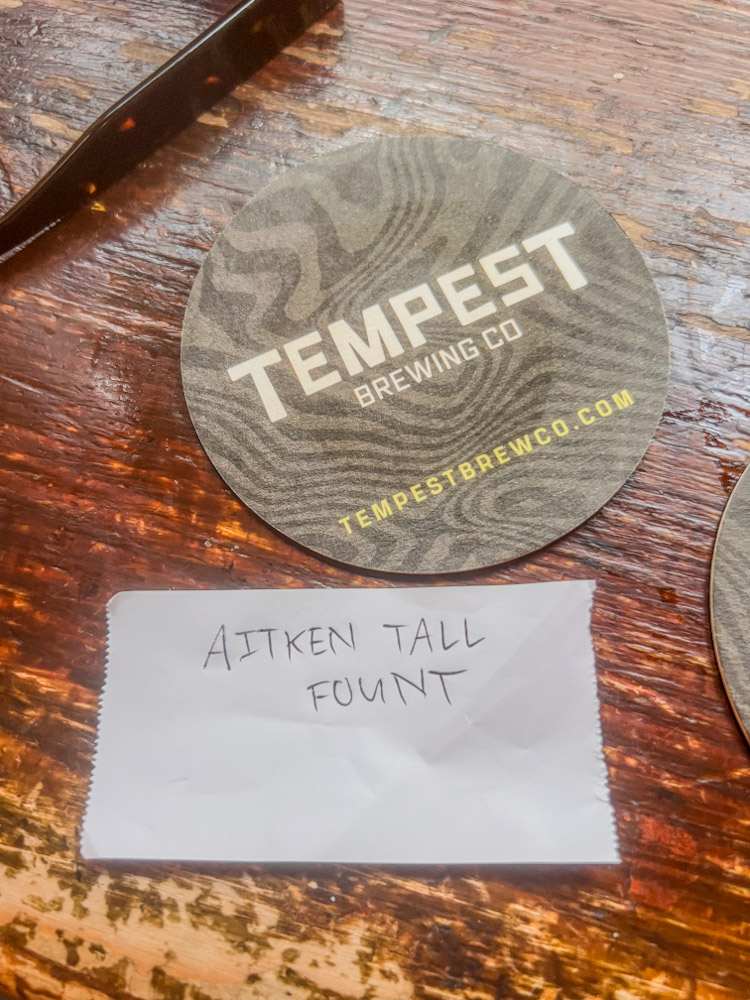 TEMPEST
BREWING CO
TEMPESTBREWCO.COM
AITKEN TALL
FOUNT